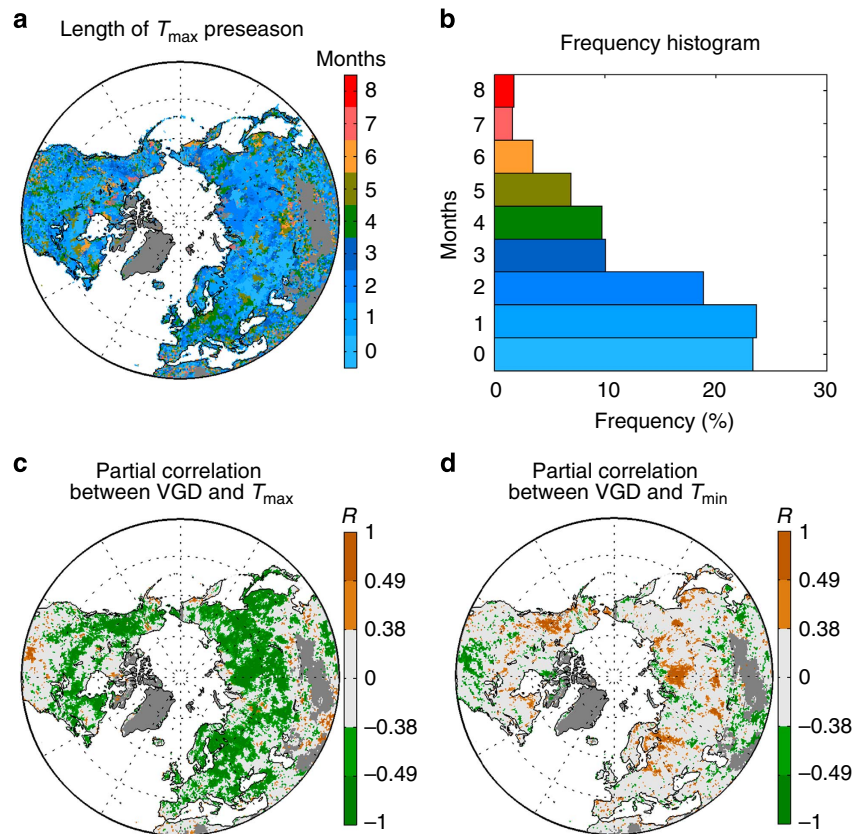 a
Length of Tmax preseason
Months
8
7
6
5
4
3
2
1
0
b
Frequency histogram
Months
8
7
6
5
4
3
2
1
0
0 10 20 30
Frequency (%)
c
Partial correlation
between VGD and Tmax
R
1
0.49
0.38
0
–0.38
–0.49
–1
d
Partial correlation
between VGD and Tmin
R
1
0.49
0.38
0
–0.38
–0.49
–1